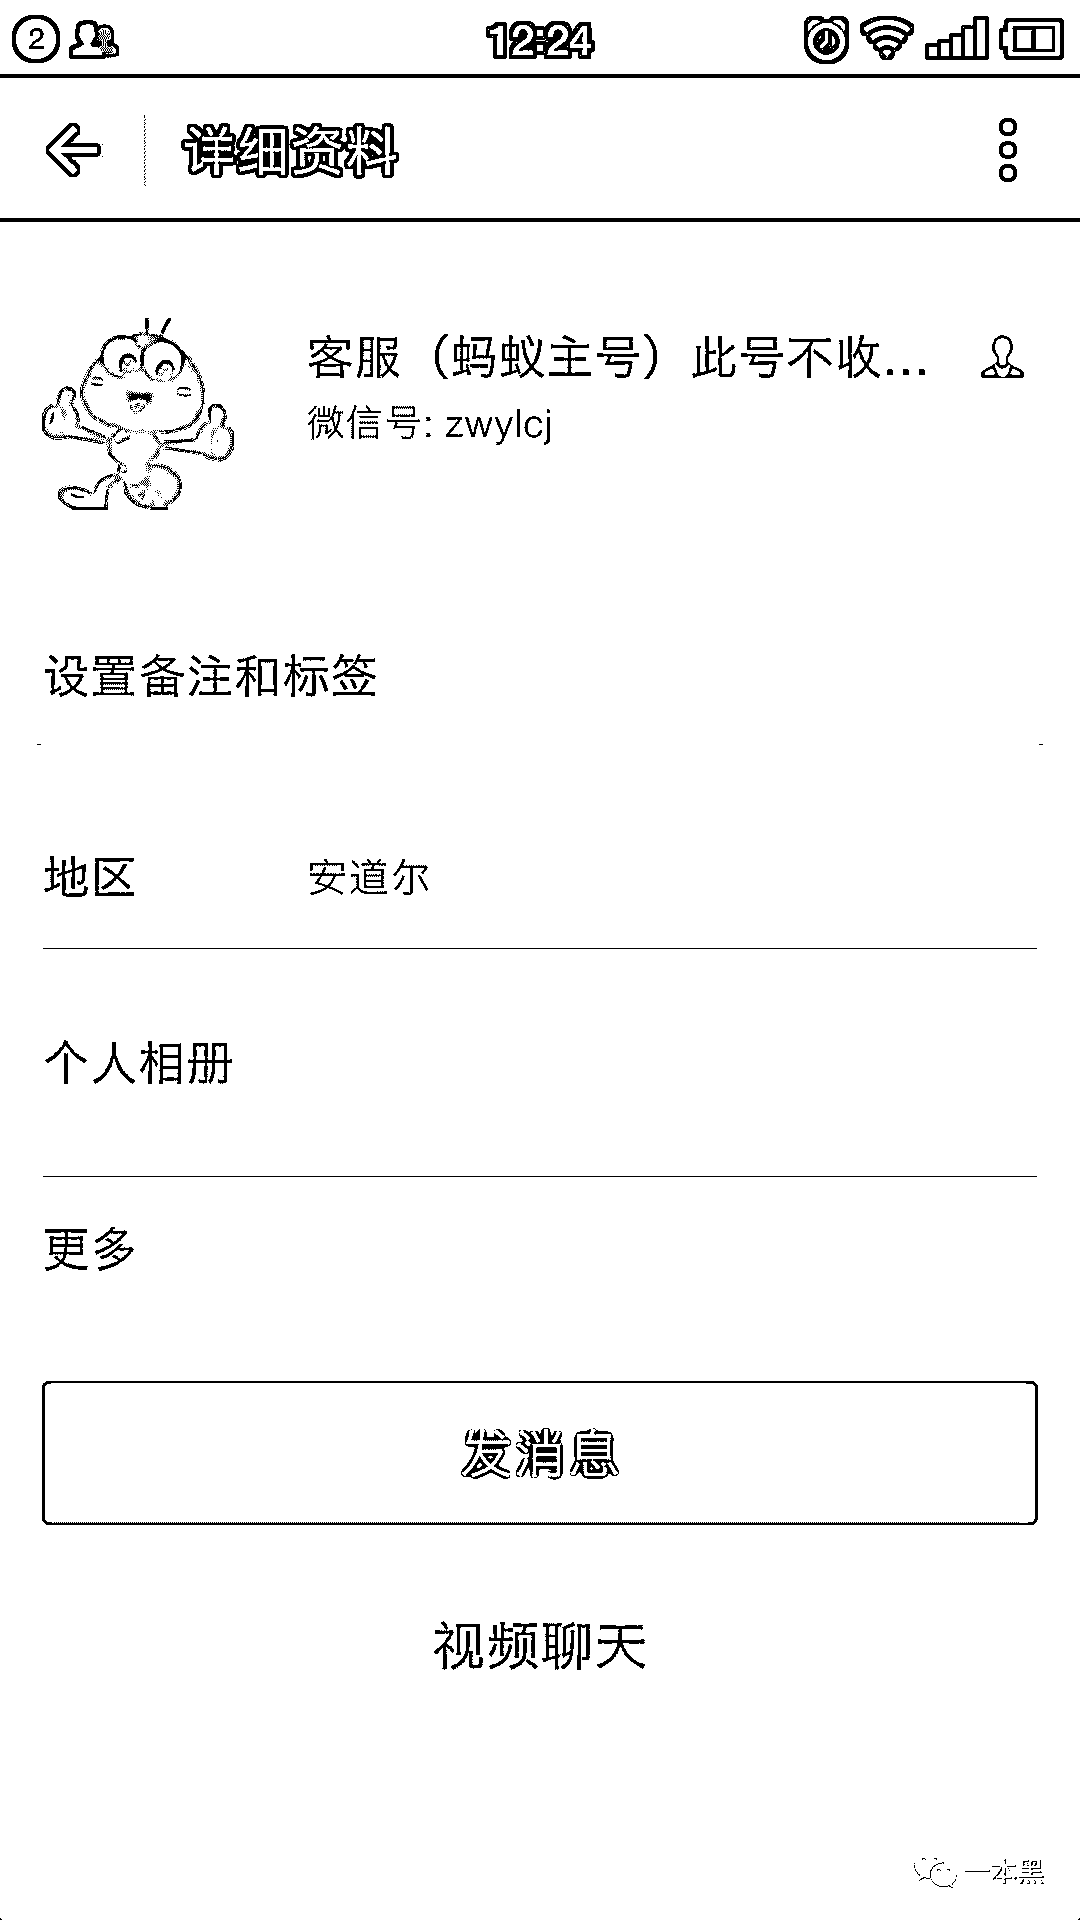 2
12:24
详细资料
客服（蚂蚁主号）此号不收...
微信号: zwylcj
设置备注和标签
地区 安道尔
个人相册
更多
发消息
视频聊天
一本黑